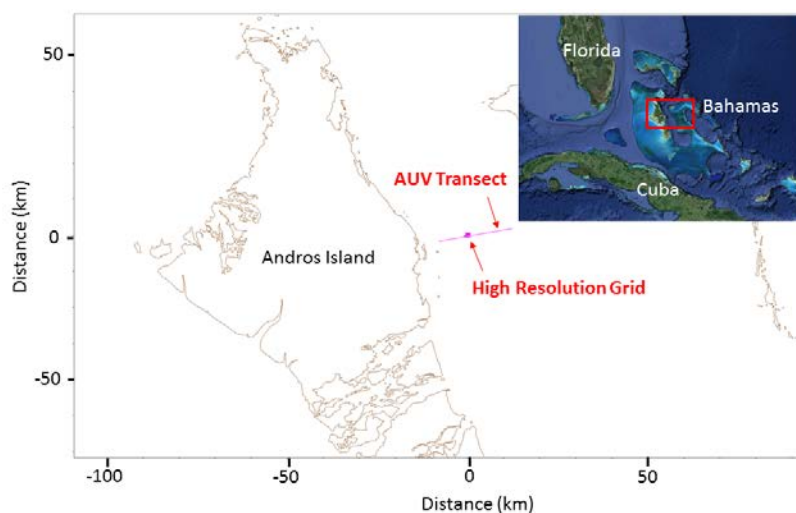 Florida
Bahamas
Cuba
50
AUV Transect
0
Andros Island
High Resolution Grid
-50
Distance (km)
-100
-50
0
50
Distance (km)